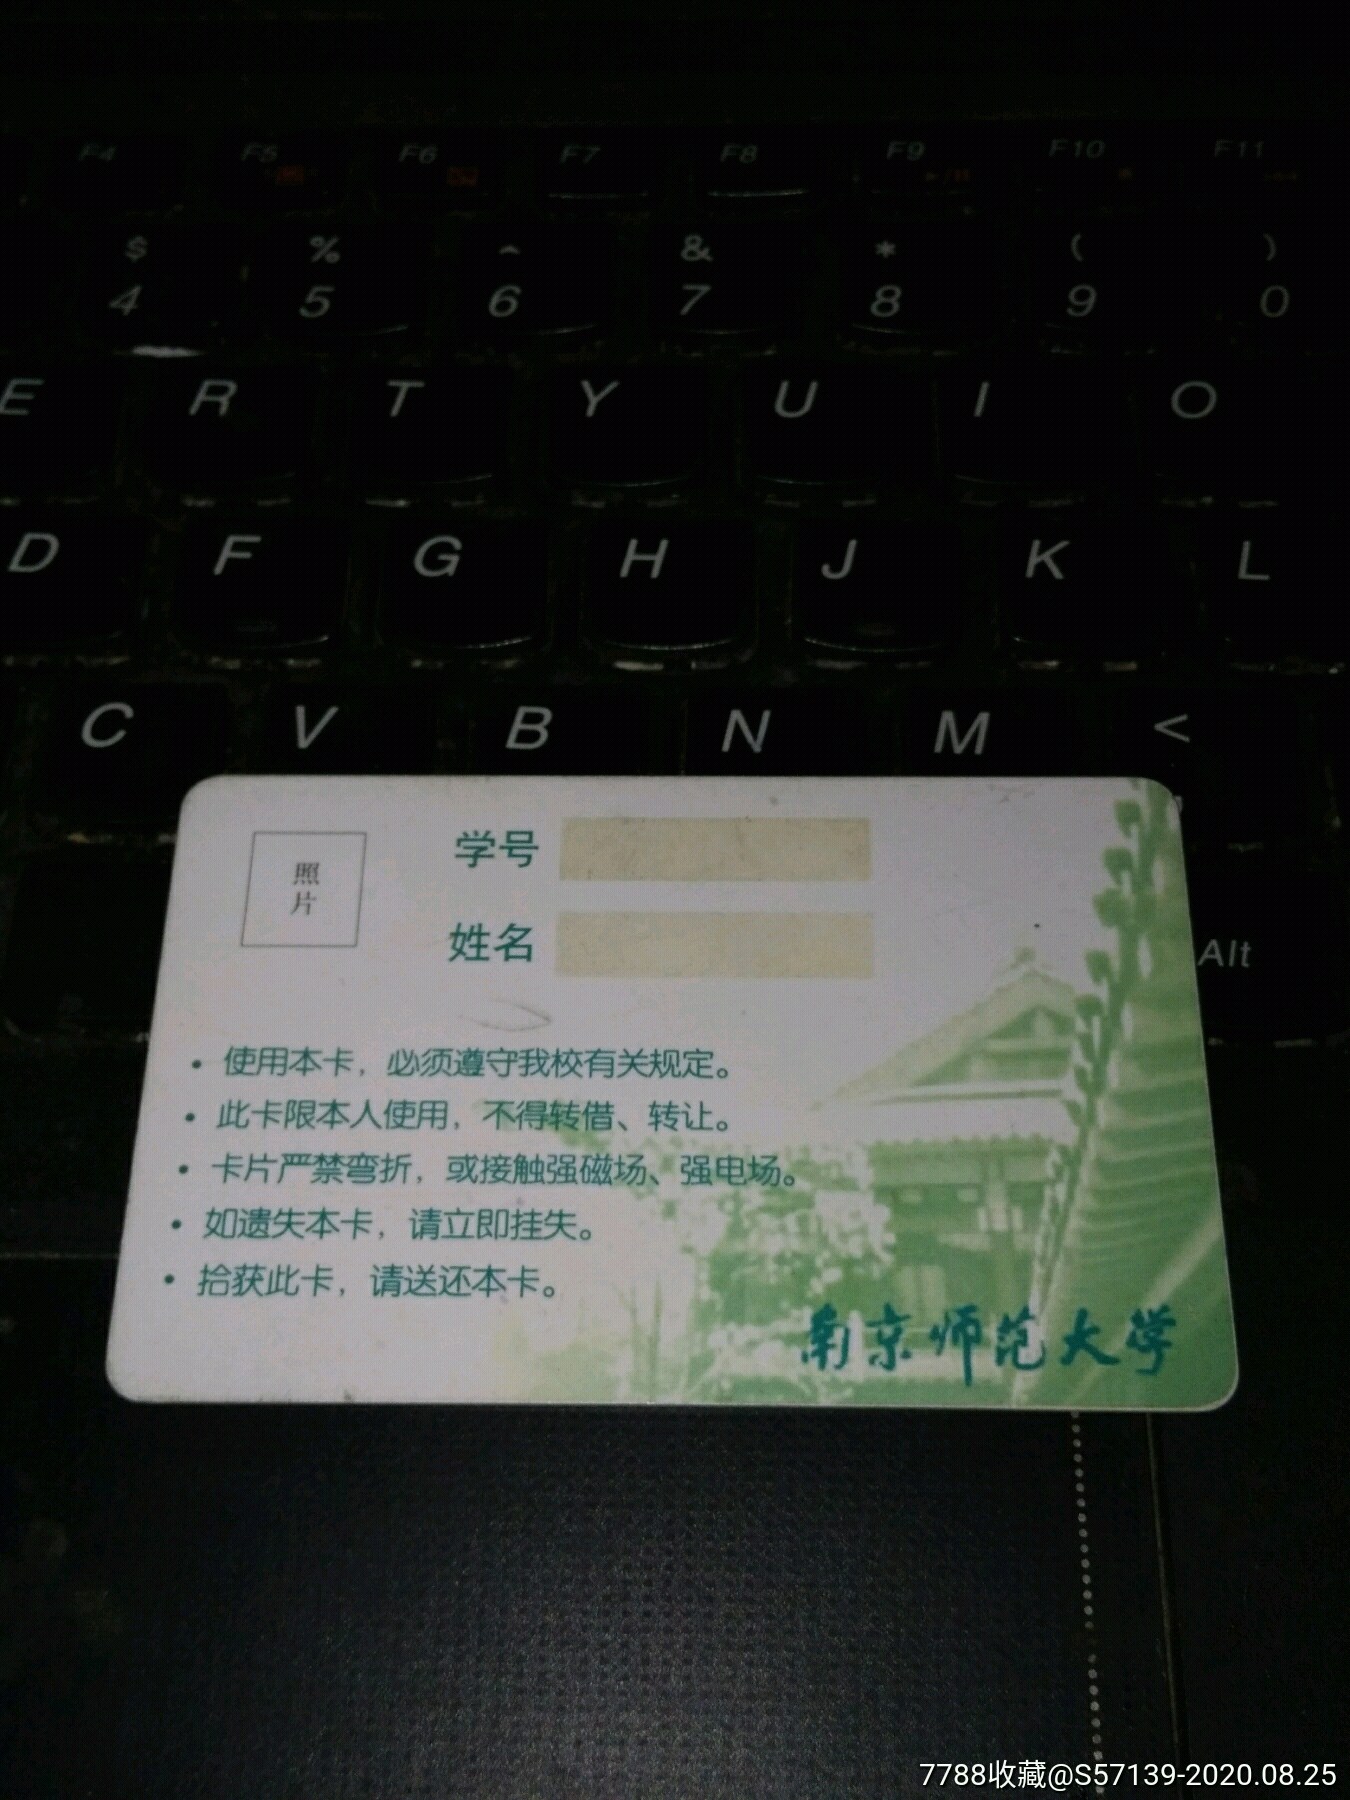 F4 F5 F6 F7 F8 F9 F10 F11
$ % ^ & * ( )
4 5 6 7 8 9 0
E R T Y U I O
D F G H J K L
C V B N M <
照片
学号
姓名
Alt
• 使用本卡，必须遵守我校有关规定。
• 此卡限本人使用，不得转借、转让。
• 卡片严禁弯折，或接触强磁场、强电场。
• 如遗失本卡，请立即挂失。
• 拾获此卡，请送还本卡。
南京师范大学
7788收藏@S57139-2020.08.25